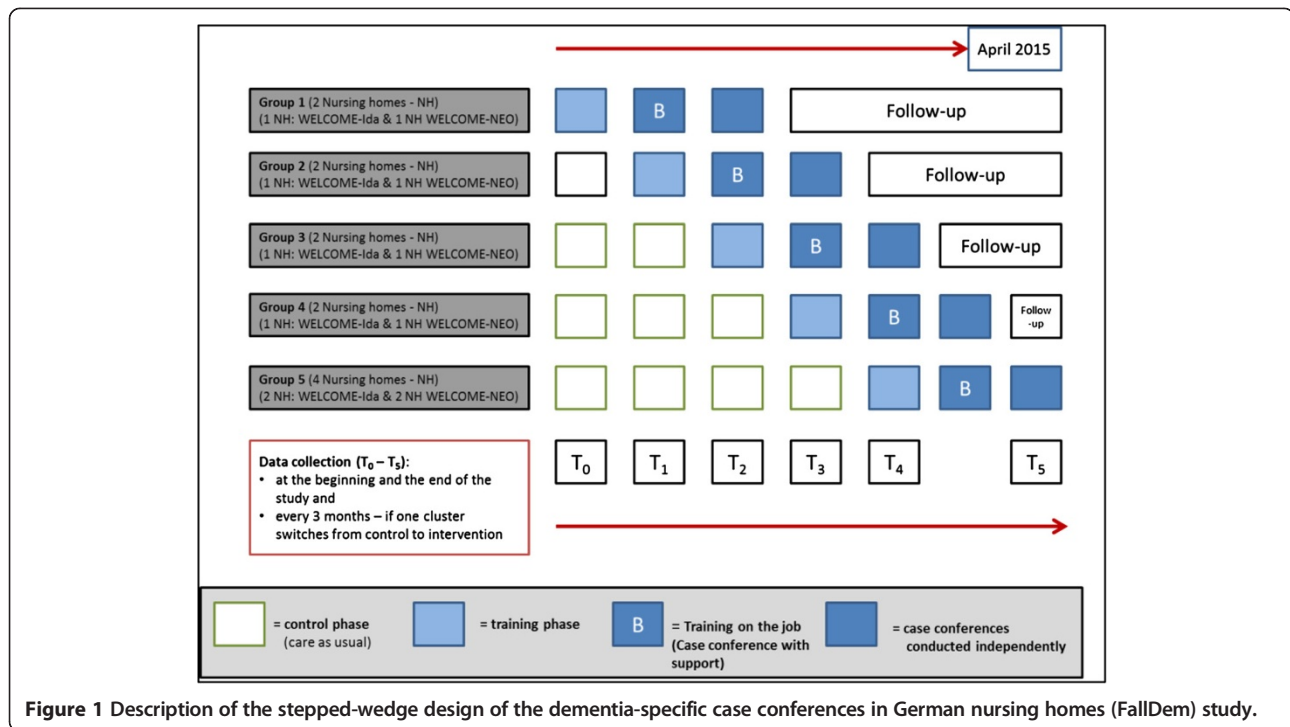 April 2015
Group 1 (2 Nursing homes - NH)
(1 NH: WELCOME-Ida & 1 NH WELCOME-NEO)
B
Follow-up
Group 2 (2 Nursing homes - NH)
(1 NH: WELCOME-Ida & 1 NH WELCOME-NEO)
B
Follow-up
Group 3 (2 Nursing homes - NH)
(1 NH: WELCOME-Ida & 1 NH WELCOME-NEO)
B
Follow-up
Group 4 (2 Nursing homes - NH)
(1 NH: WELCOME-Ida & 1 NH WELCOME-NEO)
B
Follow
-up
Group 5 (4 Nursing homes - NH)
(2 NH: WELCOME-Ida & 2 NH WELCOME-NEO)
B
Data collection (T₀ – T₅):
• at the beginning and the end of the
study and
• every 3 months – if one cluster
switches from control to intervention
T₀ T₁ T₂ T₃ T₄ T₅
= control phase
(care as usual)
= training phase
B
= Training on the job
(Case conference with
support)
= case conferences
conducted independently
Figure 1 Description of the stepped-wedge design of the dementia-specific case conferences in German nursing homes (FallDem) study.